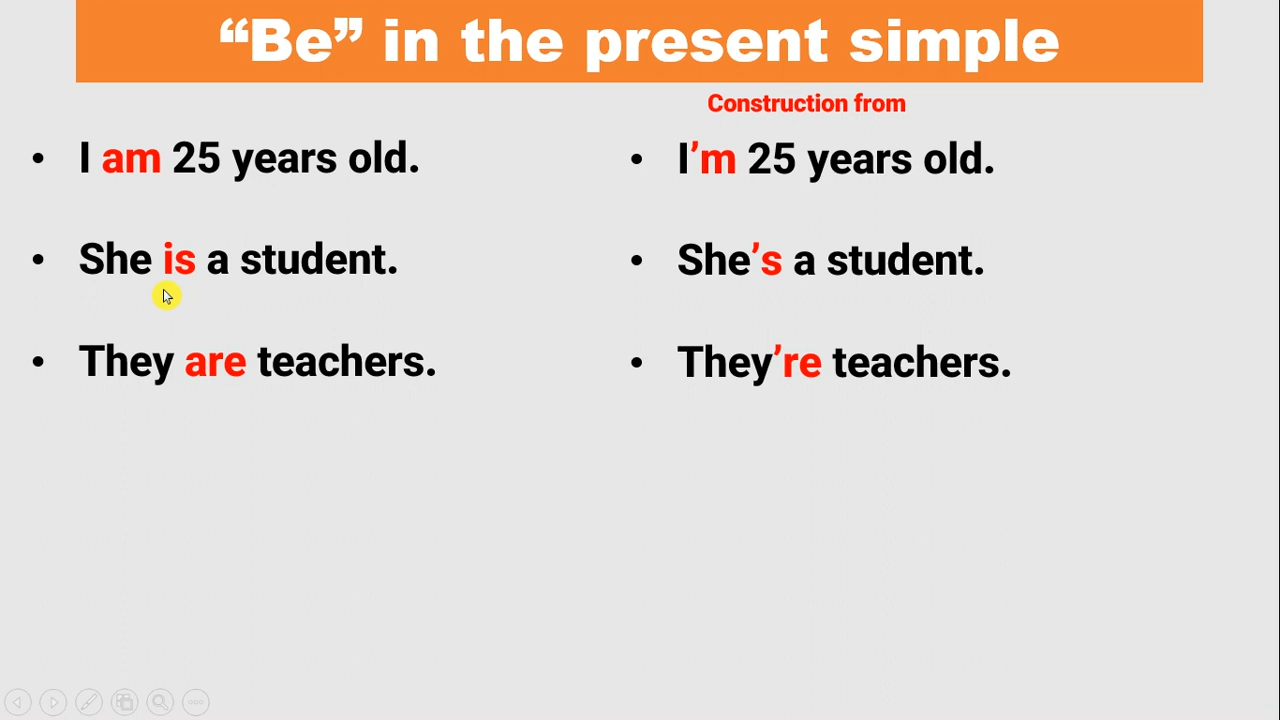 “Be” in the present simple
Construction from
• I am 25 years old.
• I’m 25 years old.
• She is a student.
• She’s a student.
• They are teachers.
• They’re teachers.